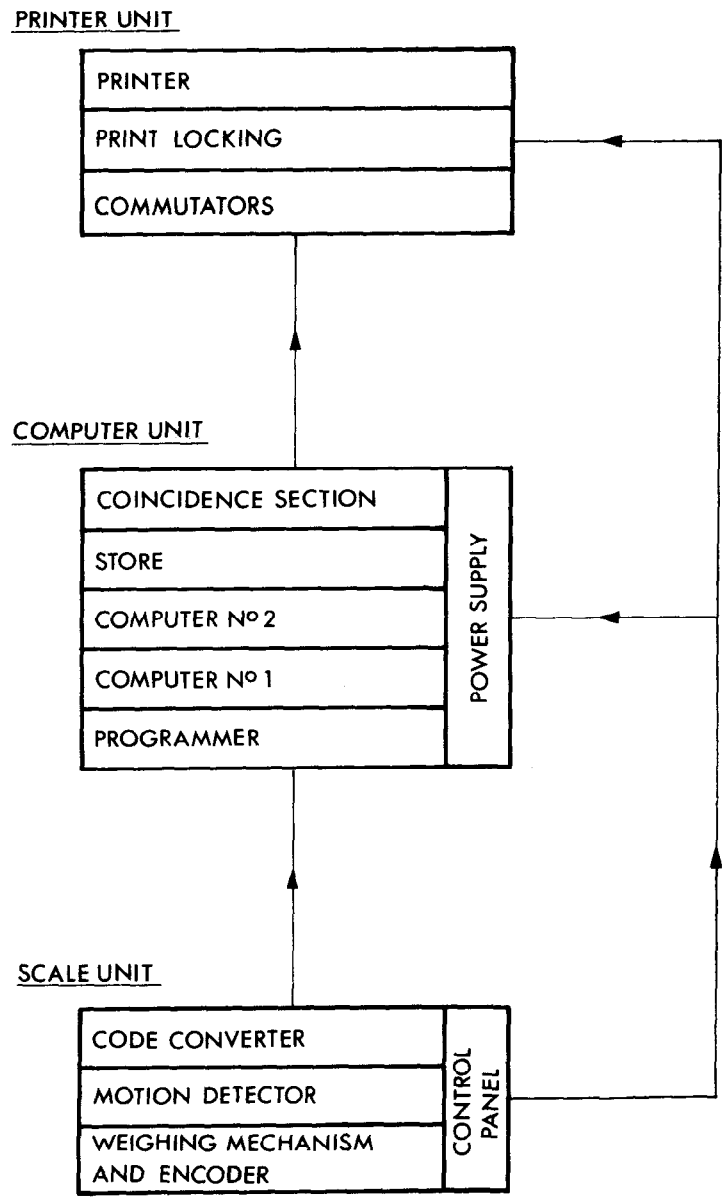 PRINTER UNIT
PRINTER
PRINT LOCKING
COMMUTATORS
COMPUTER UNIT
COINCIDENCE SECTION
STORE
COMPUTER Nº 2
COMPUTER Nº 1
PROGRAMMER
POWER SUPPLY
SCALE UNIT
CODE CONVERTER
MOTION DETECTOR
WEIGHING MECHANISM
AND ENCODER
CONTROL
PANEL